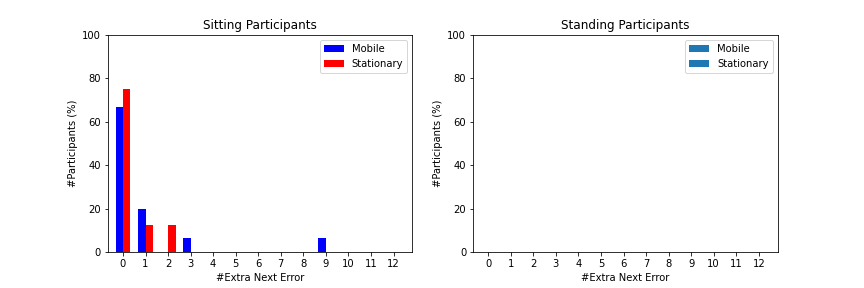 Sitting Participants
100
80
60
40
20
0
#Participants (%)
Mobile
Stationary
0 1 2 3 4 5 6 7 8 9 10 11 12
#Extra Next Error
Standing Participants
100
80
60
40
20
0
#Participants (%)
Mobile
Stationary
0 1 2 3 4 5 6 7 8 9 10 11 12
#Extra Next Error